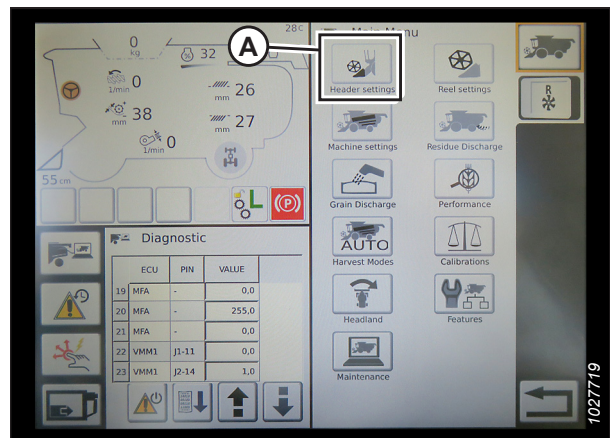 28c
Main Menu
A
0
kg
32
0
1/min
38
mm
0
1/min
26
mm
27
mm
55 cm
L
(P)
Header settings
Reel settings
Machine settings
Residue Discharge
Grain Discharge
Performance
AUTO
Harvest Modes
Calibrations
Headland
Features
Maintenance
R
Diagnostic
ECU PIN VALUE
19 MFA - 0,0
20 MFA - 255,0
21 MFA - 0,0
22 VMM1 J1-11 0,0
23 VMM1 J2-14 1,0
1027719